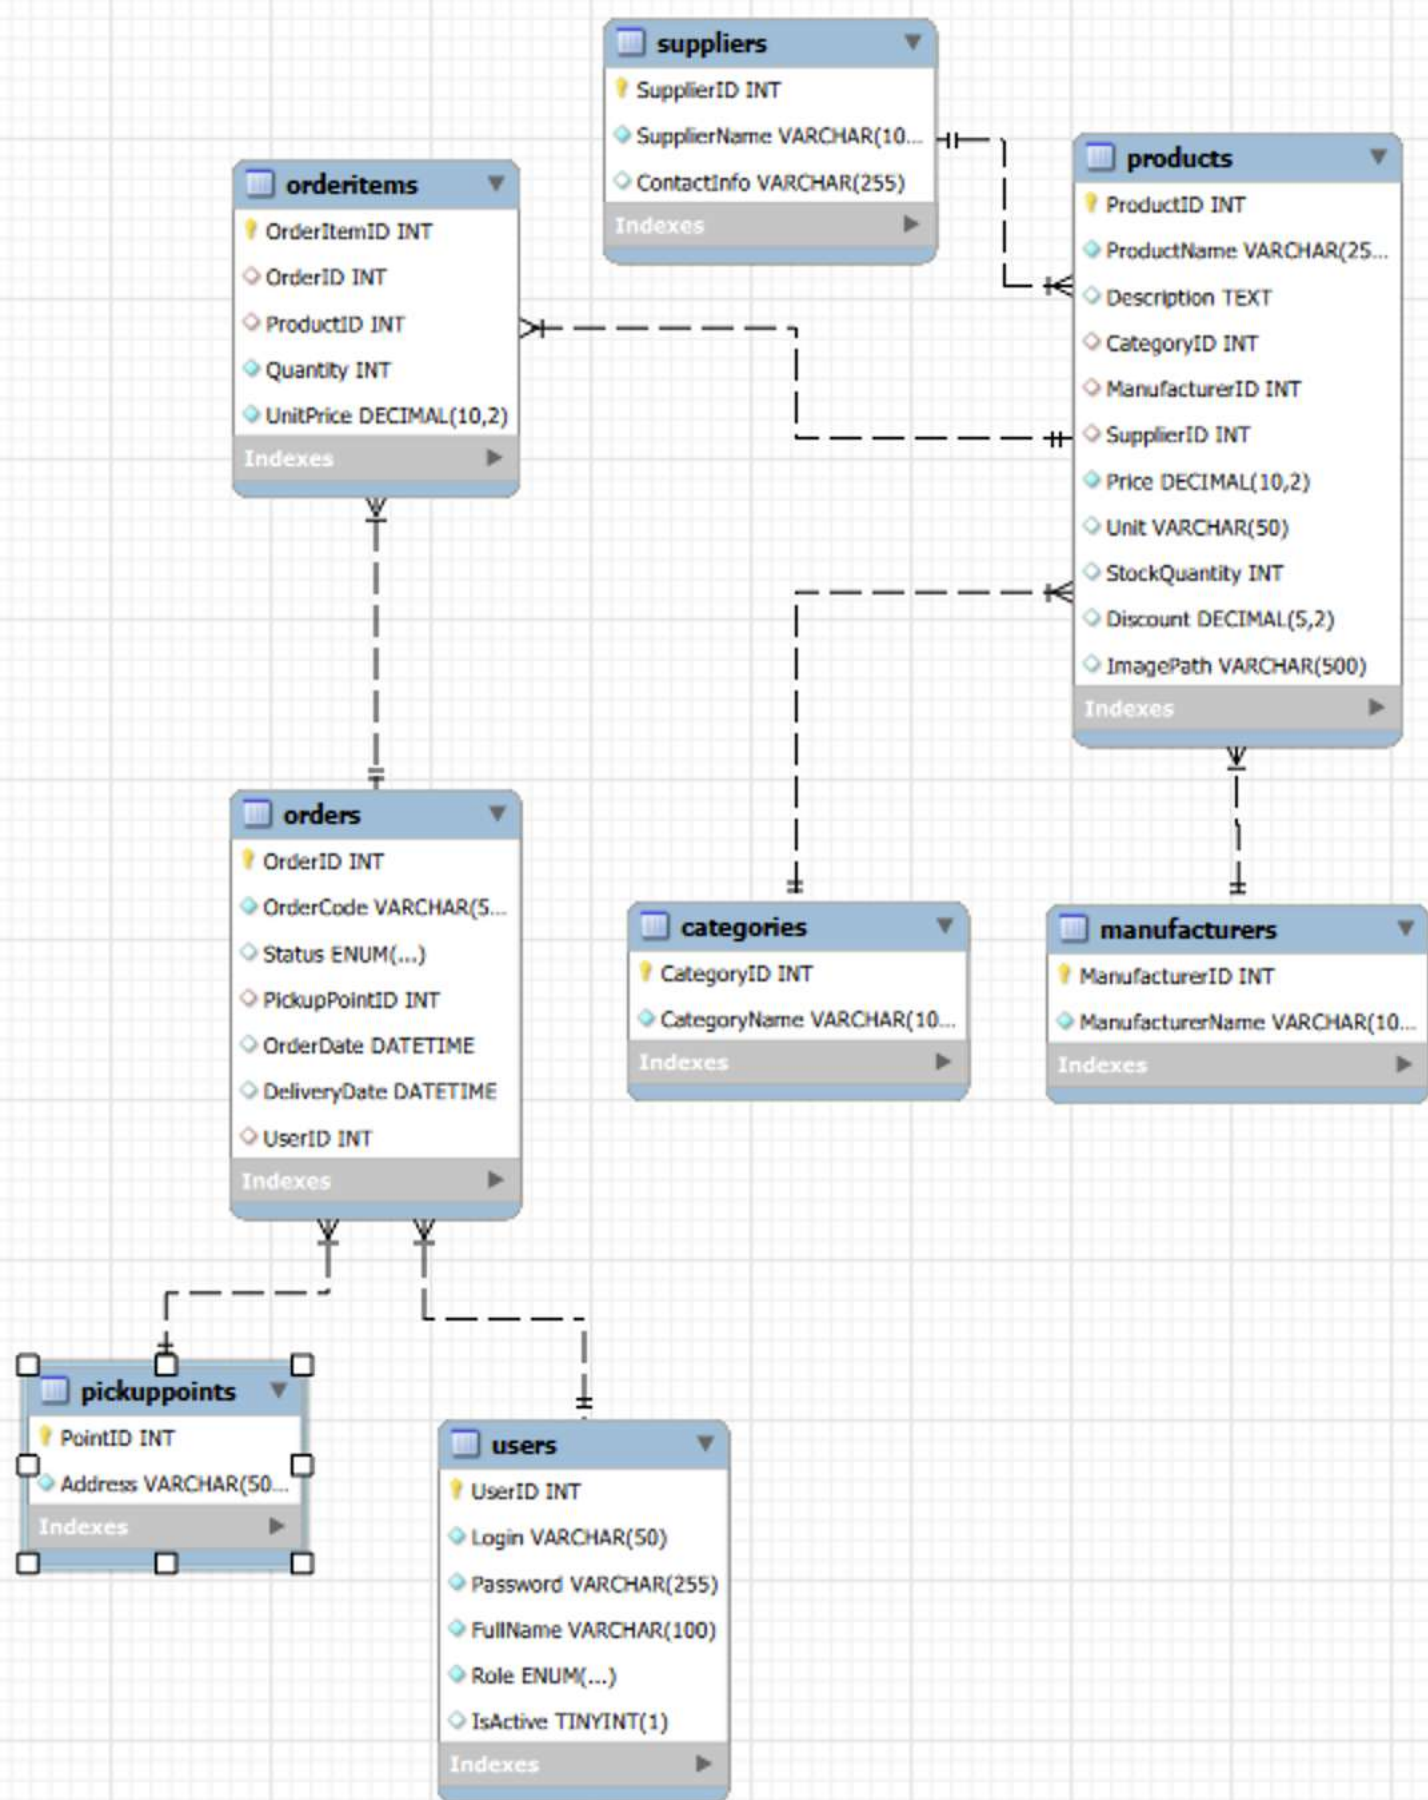 suppliers
SupplierID INT
SupplierName VARCHAR(10...
ContactInfo VARCHAR(255)
Indexes
products
ProductID INT
ProductName VARCHAR(25...
Description TEXT
CategoryID INT
ManufacturerID INT
SupplierID INT
Price DECIMAL(10,2)
Unit VARCHAR(50)
StockQuantity INT
Discount DECIMAL(5,2)
ImagePath VARCHAR(500)
Indexes
orderitems
OrderItemID INT
OrderID INT
ProductID INT
Quantity INT
UnitPrice DECIMAL(10,2)
Indexes
orders
OrderID INT
OrderCode VARCHAR(5...
Status ENUM(...)
PickupPointID INT
OrderDate DATETIME
DeliveryDate DATETIME
UserID INT
Indexes
categories
CategoryID INT
CategoryName VARCHAR(10...
Indexes
manufacturers
ManufacturerID INT
ManufacturerName VARCHAR(10...
Indexes
pickuppoints
PointID INT
Address VARCHAR(50...
Indexes
users
UserID INT
Login VARCHAR(50)
Password VARCHAR(255)
FullName VARCHAR(100)
Role ENUM(...)
IsActive TINYINT(1)
Indexes